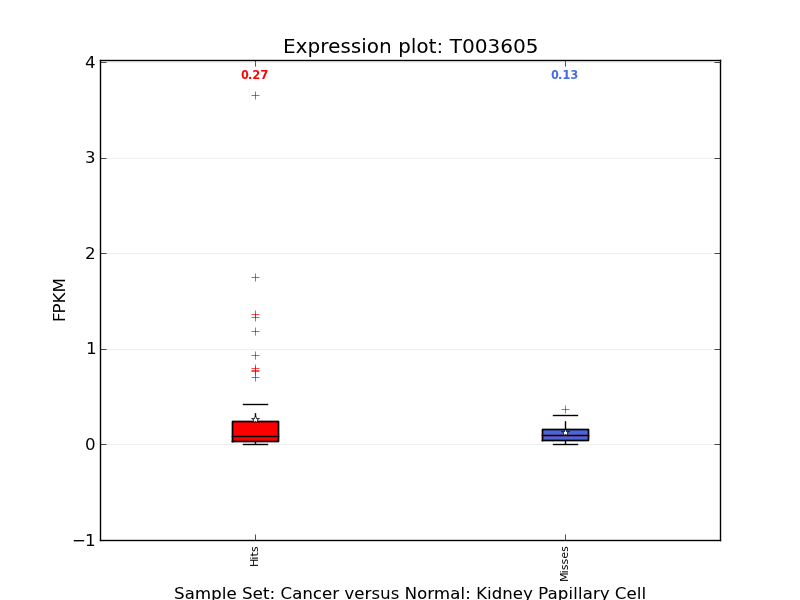 Expression plot: T003605
4
0.27
0.13
3
2
FPKM
1
0
−1
Hits
Misses
Sample Set: Cancer versus Normal: Kidney Papillary Cell